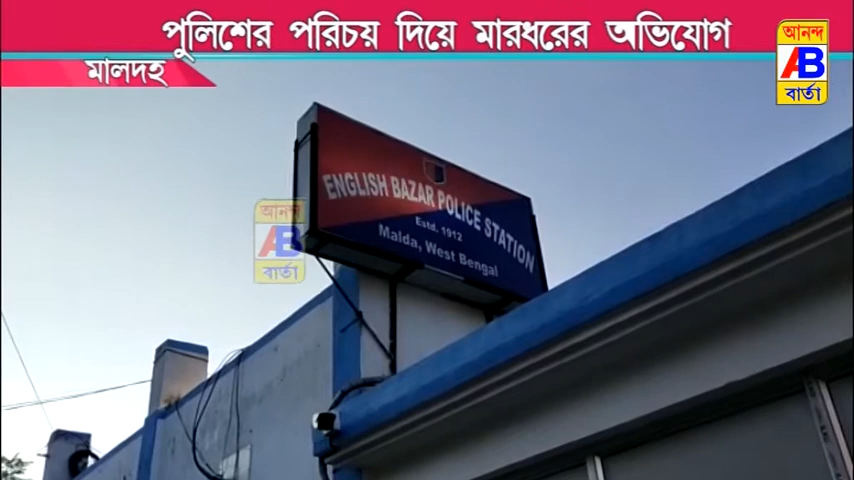 পুলিশের পরিচয় দিয়ে মারধরের অভিযোগ
আনন্দ
AB
বার্তা
মালদহ
ENGLISH BAZAR POLICE STATION
Estd. 1912
Malda, West Bengal
আনন্দ
AB
বার্তা